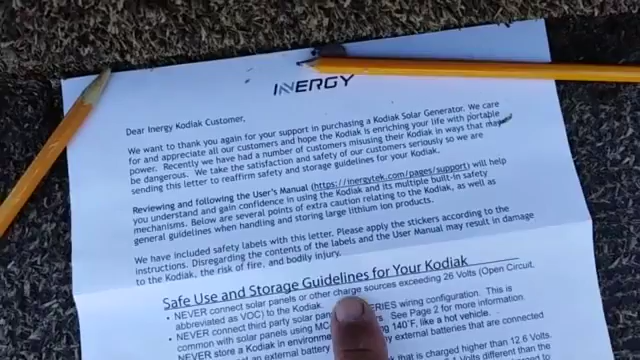 INERGY
Dear Inergy Kodiak Customer,
We want to thank you again for your support in purchasing a Kodiak Solar Generator. We care
for and appreciate all our customers and hope the Kodiak is enriching your life with portable
power. Recently we have had a number of customers misusing their Kodiak in ways that may
be dangerous. We take the satisfaction and safety of our customers seriously so we are
sending this letter to reaffirm safety and storage guidelines for your Kodiak.
Reviewing and following the User's Manual (https://inergytek.com/pages/support) will help
you understand and gain confidence in using the Kodiak and its multiple built-in safety
mechanisms. Below are several points of extra caution relating to the Kodiak, as well as
general guidelines when handling and storing large lithium ion products.
We have included safety labels with this letter. Please apply the stickers according to the
instructions. Disregarding the contents of the labels and the User Manual may result in damage
to the Kodiak, the risk of fire, and bodily injury.
Safe Use and Storage Guidelines for Your Kodiak
• NEVER connect solar panels or other charge sources exceeding 26 Volts (Open Circuit,
abbreviated as VOC) to the Kodiak.
• NEVER connect third party solar SERIES wiring configuration. This is
common with solar panels using See Page 2 for more information.
NEVER store a Kodiak in 140°F, like a hot vehicle.
an external battery external batteries that are connected
that is charged higher than 12.6 Volts.
different than the